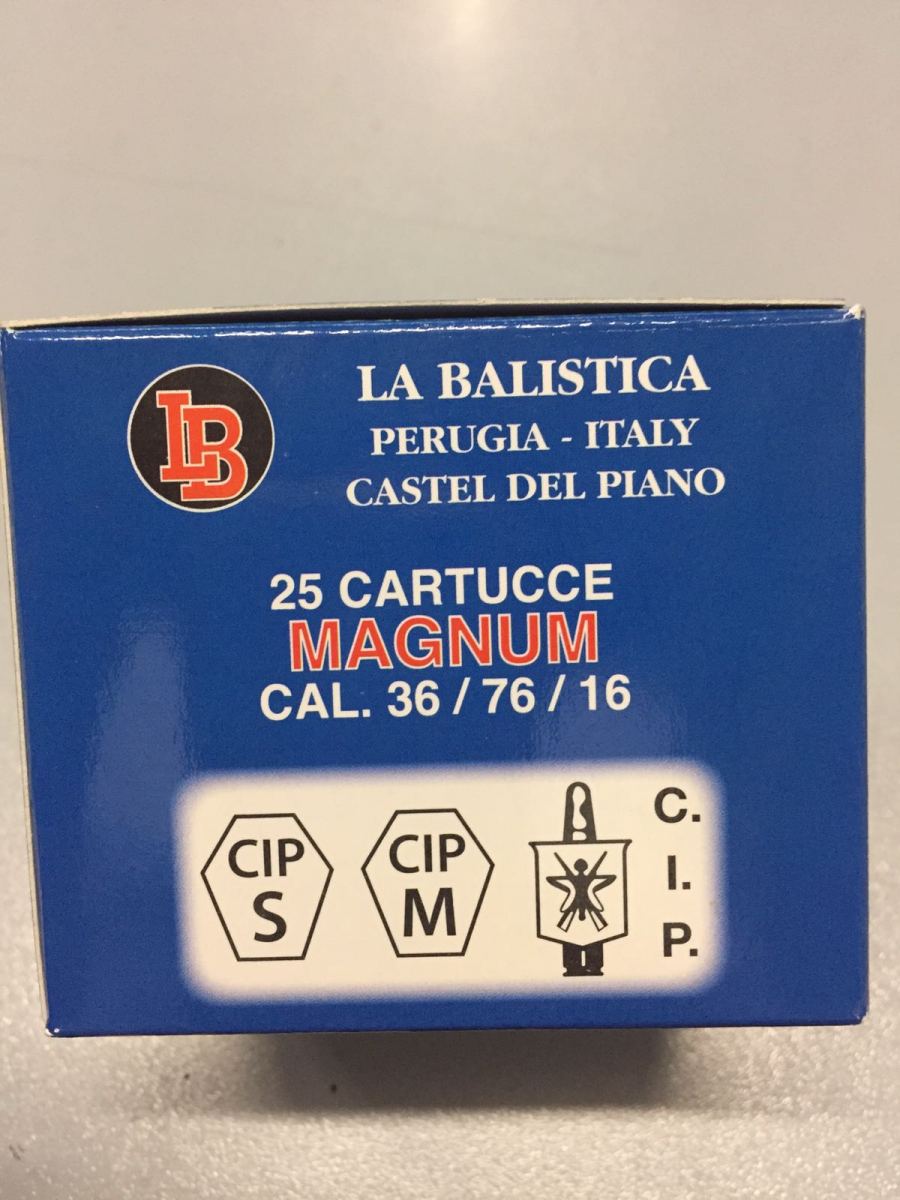 LB
LA BALISTICA
PERUGIA - ITALY
CASTEL DEL PIANO
25 CARTUCCE
MAGNUM
CAL. 36 / 76 / 16
CIP
S
CIP
M
C.
I.
P.